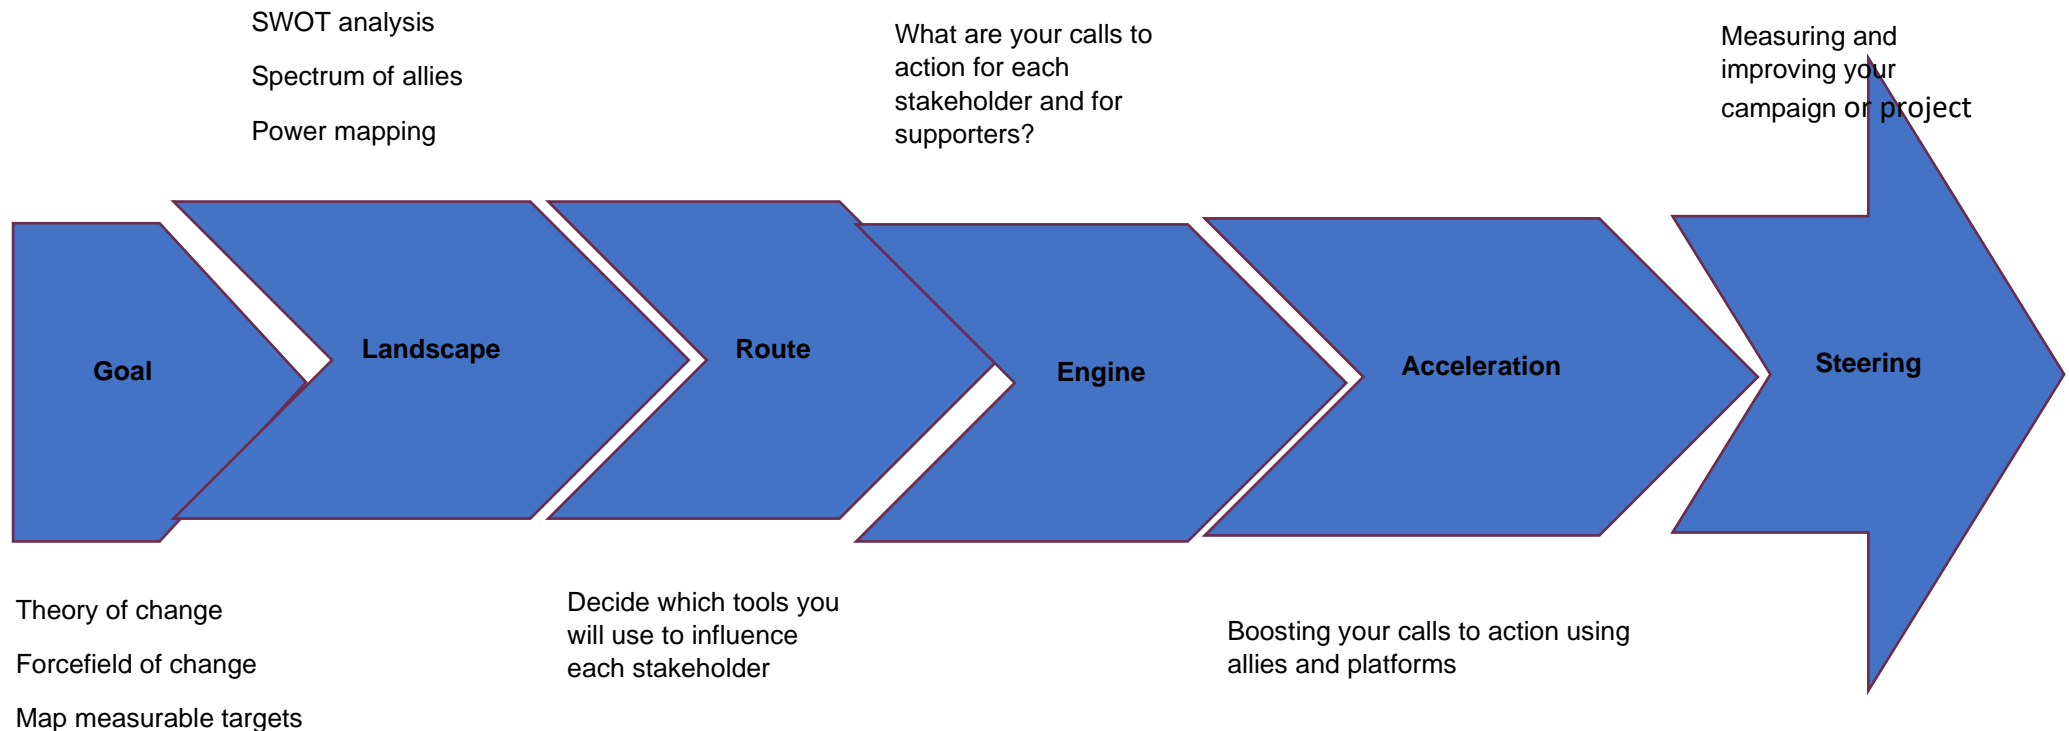 SWOT analysis
Spectrum of allies
Power mapping
What are your calls to
action for each
stakeholder and for
supporters?
Measuring and
improving your
campaign or project
Goal
Landscape
Route
Engine
Acceleration
Steering
Theory of change
Forcefield of change
Map measurable targets
Decide which tools you
will use to influence
each stakeholder
Boosting your calls to action using
allies and platforms